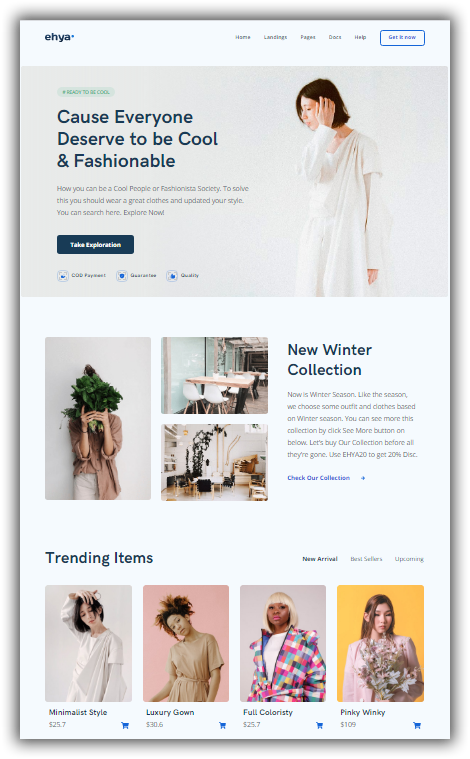 ehya
Home Landings Pages Docs Help Get it now
# READY TO BE COOL
Cause Everyone
Deserve to be Cool
& Fashionable
How you can be a Cool People or Fashionista Society. To solve
this you should wear a great clothes and updated your style.
You can search here. Explore Now!
Take Exploration
COD Payment Guarantee Quality
New Winter
Collection
Now is Winter Season. Like the season,
we choose some outfit and clothes based
on Winter season. You can see more this
collection by click See More button on
below. Let's buy Our Collection before all
they're gone. Use EHYA20 to get 20% Disc.
Check Our Collection →
Trending Items
New Arrival Best Sellers Upcoming
Minimalist Style Luxury Gown Full Coloristy Pinky Winky
$25.7 $30.6 $25.7 $109